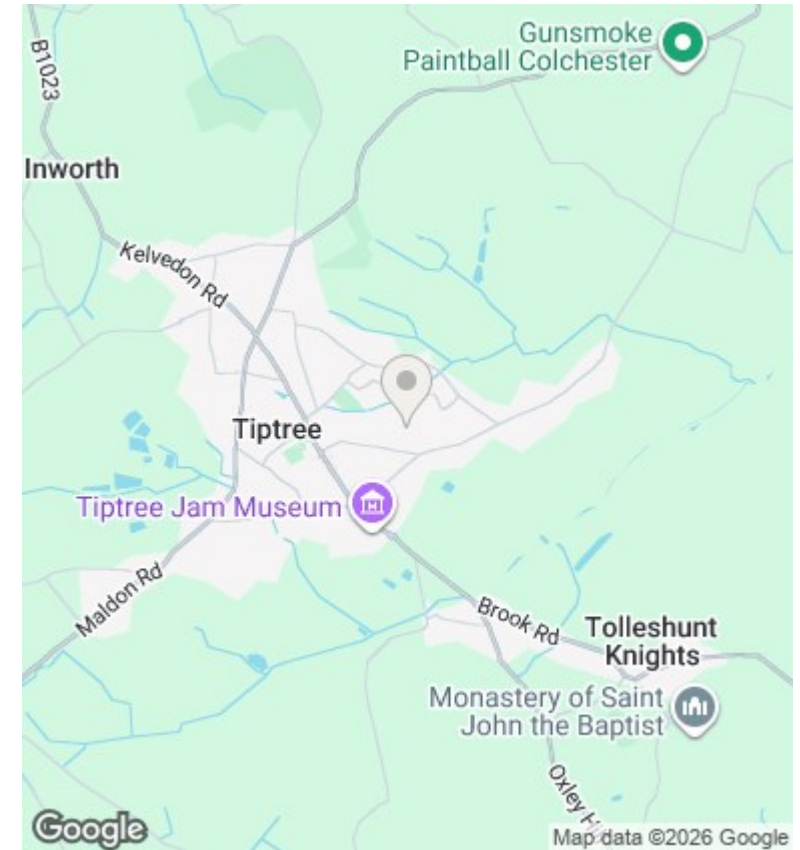 Gunsmoke
Paintball Colchester
B1023
Inworth
Kelvedon Rd
Tiptree
Tiptree Jam Museum
Maldon Rd
Brook Rd
Tolleshunt
Knights
Monastery of Saint
John the Baptist
Oxley
Google
Map data ©2026 Google